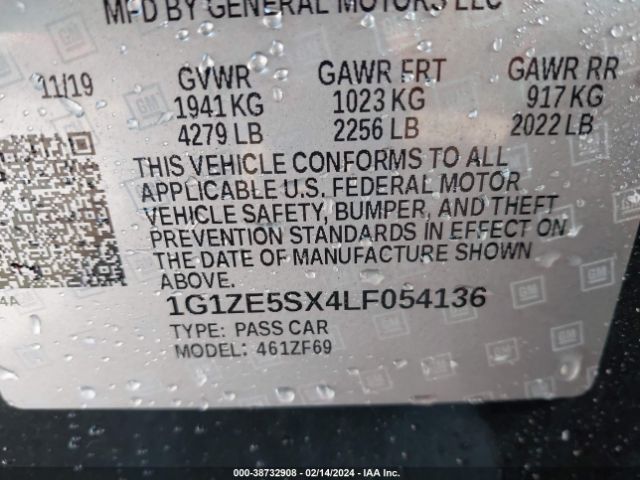 MFD BY GENERAL MOTORS LLC
11/19 GVWR GAWR FRT GAWR RR
1941 KG 1023 KG 917 KG
4279 LB 2256 LB 2022 LB
THIS VEHICLE CONFORMS TO ALL
APPLICABLE U.S. FEDERAL MOTOR
VEHICLE SAFETY, BUMPER, AND THEFT
PREVENTION STANDARDS IN EFFECT ON
THE DATE OF MANUFACTURE SHOWN
ABOVE.
1G1ZE5SX4LF054136
TYPE: PASS CAR
MODEL: 461ZF69
GM
000-38732908 - 02/14/2024 - IAA Inc.